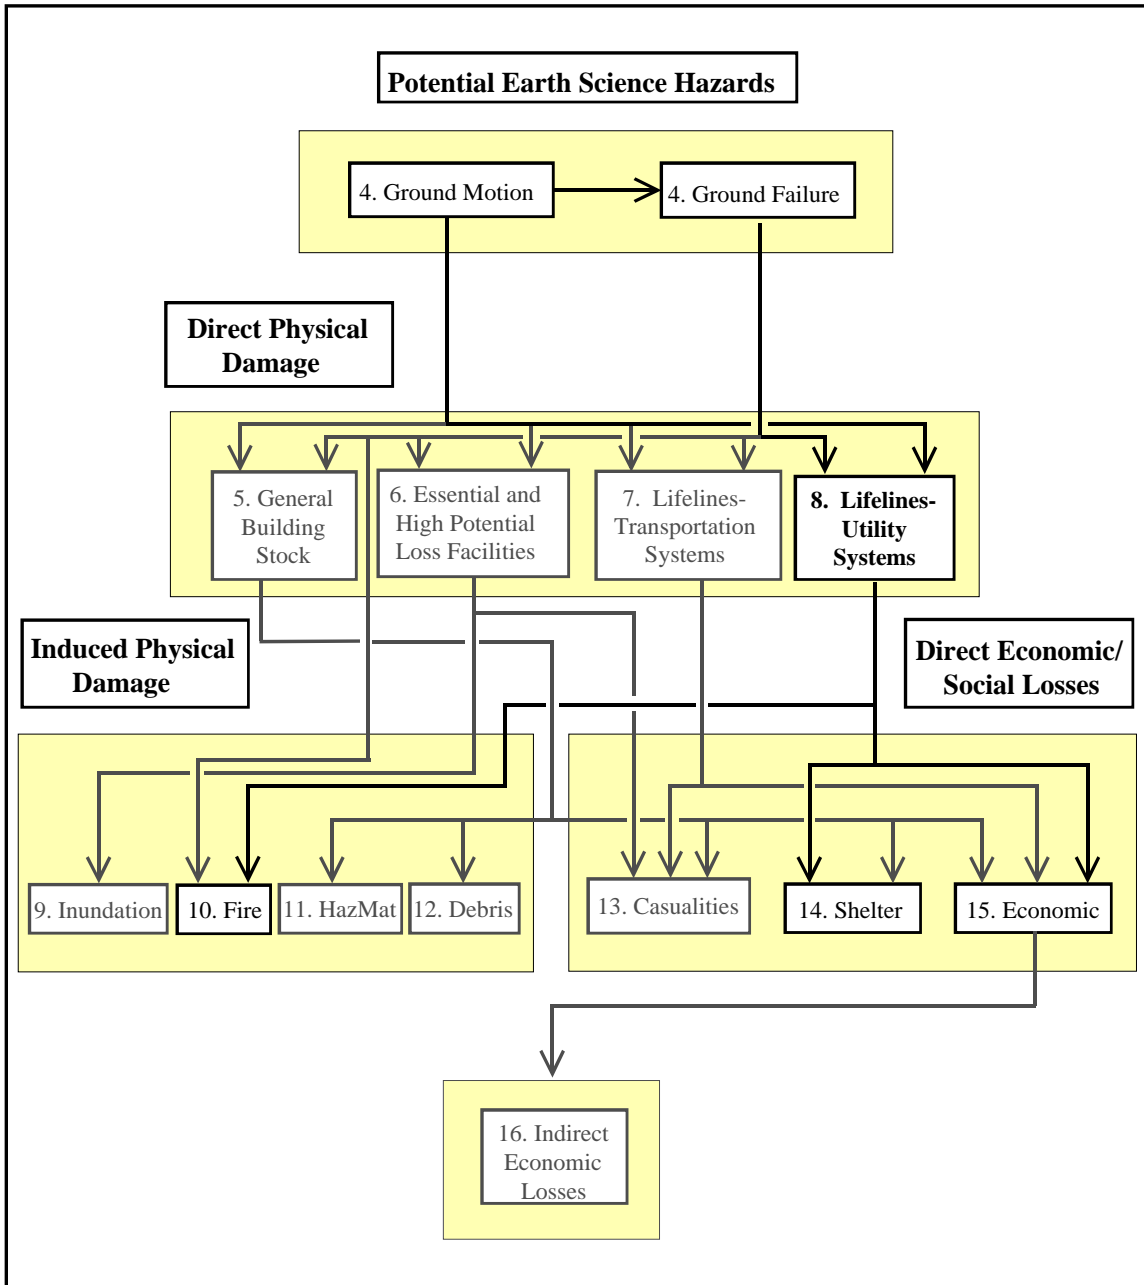 Potential Earth Science Hazards
4. Ground Motion
4. Ground Failure
Direct Physical
Damage
5. General
Building
Stock
6. Essential and
High Potential
Loss Facilities
7. Lifelines-
Transportation
Systems
8. Lifelines-
Utility
Systems
Induced Physical
Damage
Direct Economic/
Social Losses
9. Inundation
10. Fire
11. HazMat
12. Debris
13. Casualities
14. Shelter
15. Economic
16. Indirect
Economic
Losses